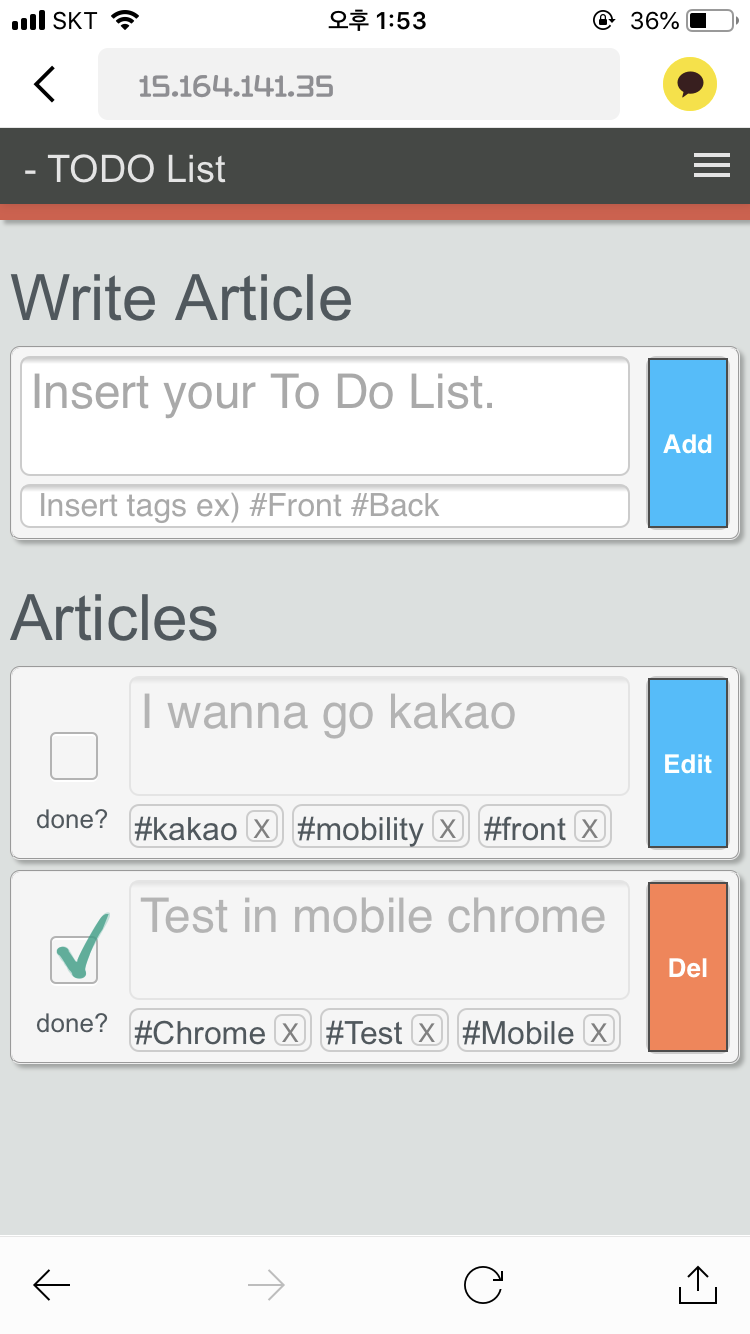 SKT 오후 1:53 36%
15.164.141.35
- TODO List
Write Article
Insert your To Do List.
Add
Insert tags ex) #Front #Back
Articles
I wanna go kakao
Edit
done?
#kakao X #mobility X #front X
Test in mobile chrome
Del
done?
#Chrome X #Test X #Mobile X